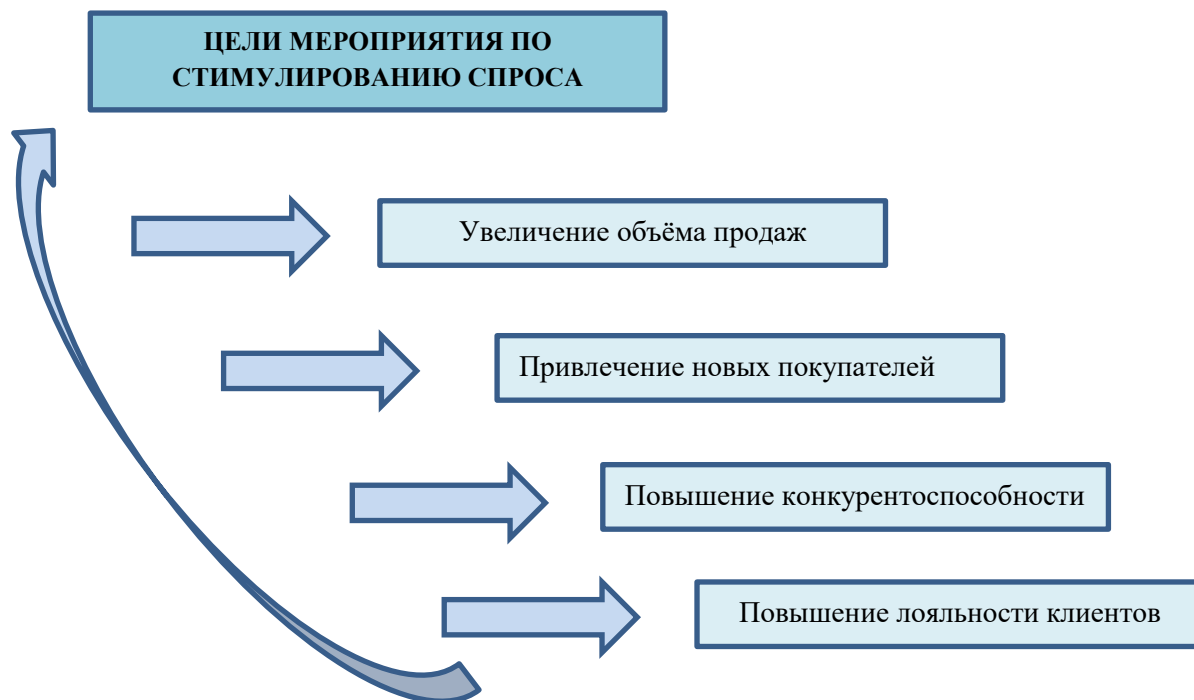 ЦЕЛИ МЕРОПРИЯТИЯ ПО
СТИМУЛИРОВАНИЮ СПРОСА
Увеличение объёма продаж
Привлечение новых покупателей
Повышение конкурентоспособности
Повышение лояльности клиентов